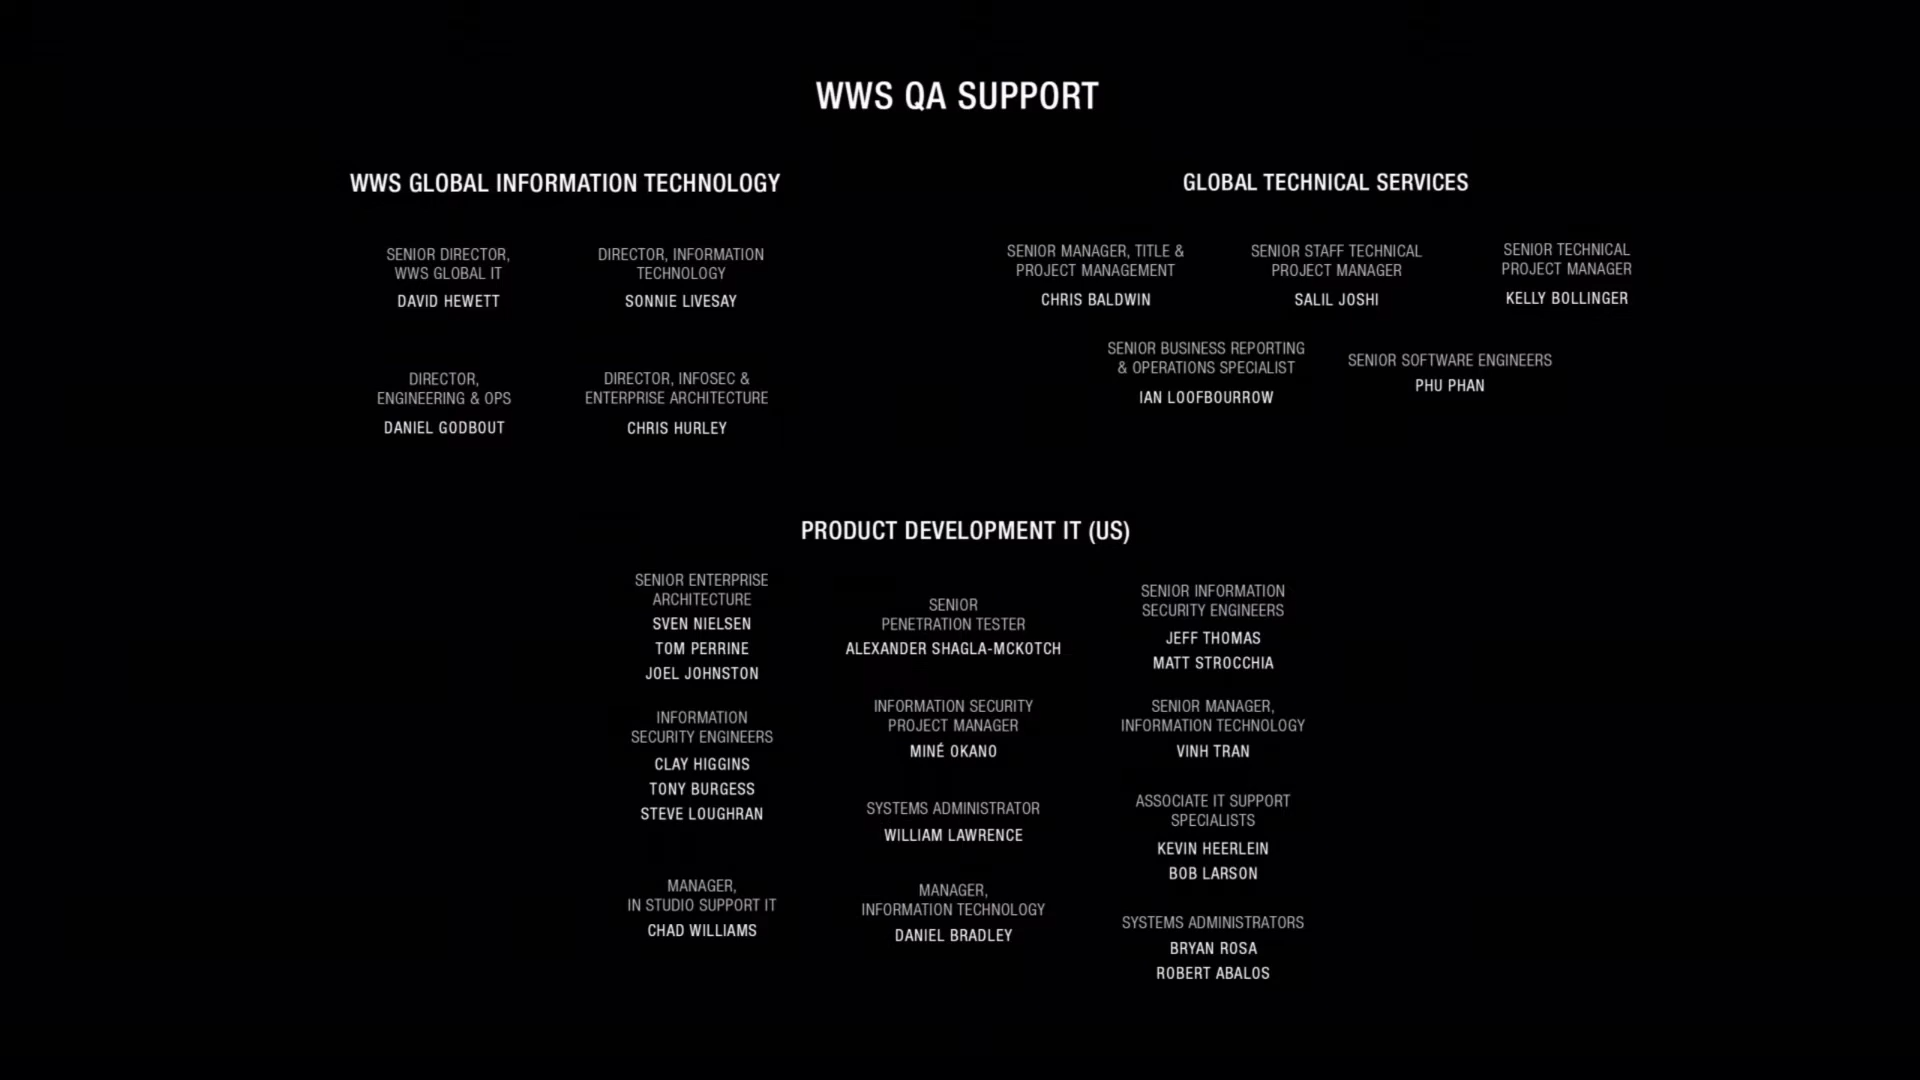 WWS QA SUPPORT
WWS GLOBAL INFORMATION TECHNOLOGY
SENIOR DIRECTOR,
WWS GLOBAL IT
DAVID HEWETT
DIRECTOR, INFORMATION
TECHNOLOGY
SONNIE LIVESAY
DIRECTOR,
ENGINEERING & OPS
DANIEL GODBOUT
DIRECTOR, INFOSEC &
ENTERPRISE ARCHITECTURE
CHRIS HURLEY
GLOBAL TECHNICAL SERVICES
SENIOR MANAGER, TITLE &
PROJECT MANAGEMENT
CHRIS BALDWIN
SENIOR STAFF TECHNICAL
PROJECT MANAGER
SALIL JOSHI
SENIOR TECHNICAL
PROJECT MANAGER
KELLY BOLLINGER
SENIOR BUSINESS REPORTING
& OPERATIONS SPECIALIST
IAN LOOFBOURROW
SENIOR SOFTWARE ENGINEERS
PHU PHAN
PRODUCT DEVELOPMENT IT (US)
SENIOR ENTERPRISE
ARCHITECTURE
SVEN NIELSEN
TOM PERRINE
JOEL JOHNSTON
SENIOR
PENETRATION TESTER
ALEXANDER SHAGLA-MCKOTCH
SENIOR INFORMATION
SECURITY ENGINEERS
JEFF THOMAS
MATT STROCCHIA
INFORMATION
SECURITY ENGINEERS
CLAY HIGGINS
TONY BURGESS
STEVE LOUGHRAN
INFORMATION SECURITY
PROJECT MANAGER
MINÉ OKANO
SENIOR MANAGER,
INFORMATION TECHNOLOGY
VINH TRAN
SYSTEMS ADMINISTRATOR
WILLIAM LAWRENCE
ASSOCIATE IT SUPPORT
SPECIALISTS
KEVIN HEERLEIN
BOB LARSON
MANAGER,
IN STUDIO SUPPORT IT
CHAD WILLIAMS
MANAGER,
INFORMATION TECHNOLOGY
DANIEL BRADLEY
SYSTEMS ADMINISTRATORS
BRYAN ROSA
ROBERT ABALOS